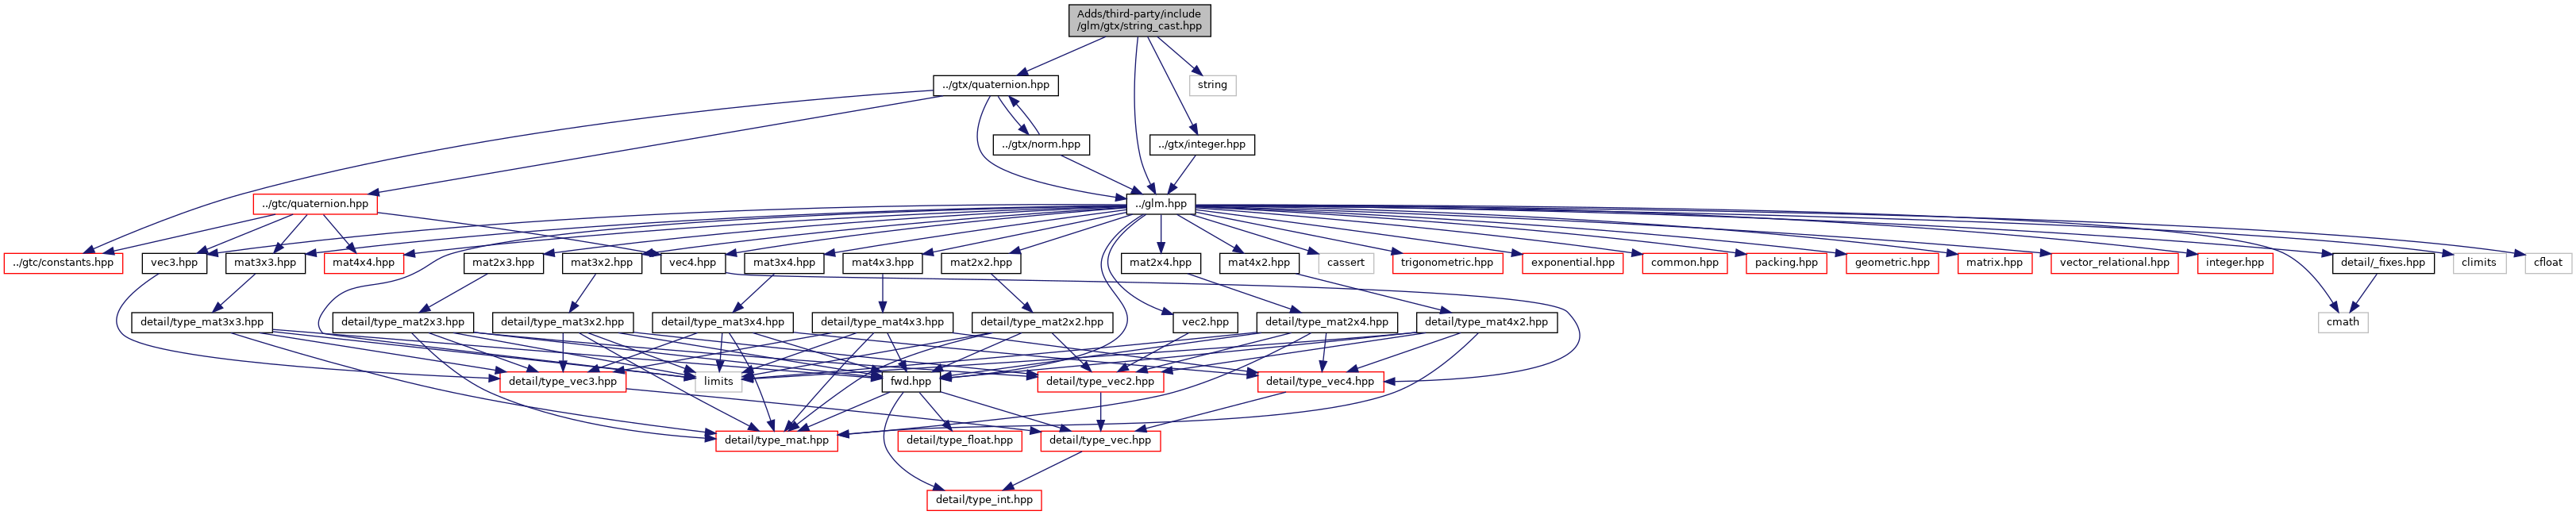 Adds/third-party/include
/glm/gtx/string_cast.hpp
../gtx/quaternion.hpp
string
../gtx/norm.hpp
../gtx/integer.hpp
../gtc/quaternion.hpp
../glm.hpp
../gtc/constants.hpp
vec3.hpp
mat3x3.hpp
mat4x4.hpp
mat2x3.hpp
mat3x2.hpp
vec4.hpp
mat3x4.hpp
mat4x3.hpp
mat2x2.hpp
mat2x4.hpp
mat4x2.hpp
cassert
trigonometric.hpp
exponential.hpp
common.hpp
packing.hpp
geometric.hpp
matrix.hpp
vector_relational.hpp
integer.hpp
detail/_fixes.hpp
climits
cfloat
detail/type_mat3x3.hpp
detail/type_mat2x3.hpp
detail/type_mat3x2.hpp
detail/type_mat3x4.hpp
detail/type_mat4x3.hpp
detail/type_mat2x2.hpp
vec2.hpp
detail/type_mat2x4.hpp
detail/type_mat4x2.hpp
cmath
detail/type_vec3.hpp
limits
fwd.hpp
detail/type_vec2.hpp
detail/type_vec4.hpp
detail/type_mat.hpp
detail/type_float.hpp
detail/type_vec.hpp
detail/type_int.hpp